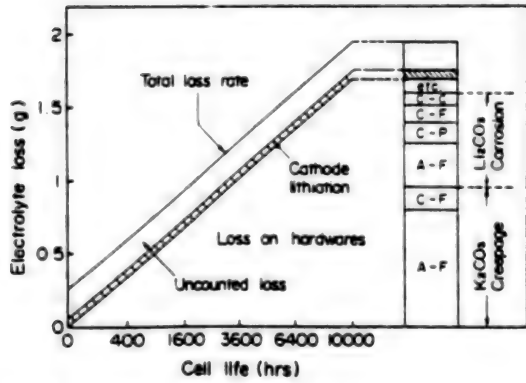 2
1.5
1
0.5
0
Electrolyte loss (g)
Total loss rate
Cathode
lithiation
Loss on hardwares
Uncounted loss
0 400 1600 3600 6400 10000
Cell life (hrs)
etc.
C-C
C-F
C-P
A-F
C-F
A-F
Li₂CO₃
Corrosion
K₂CO₃
Creepage